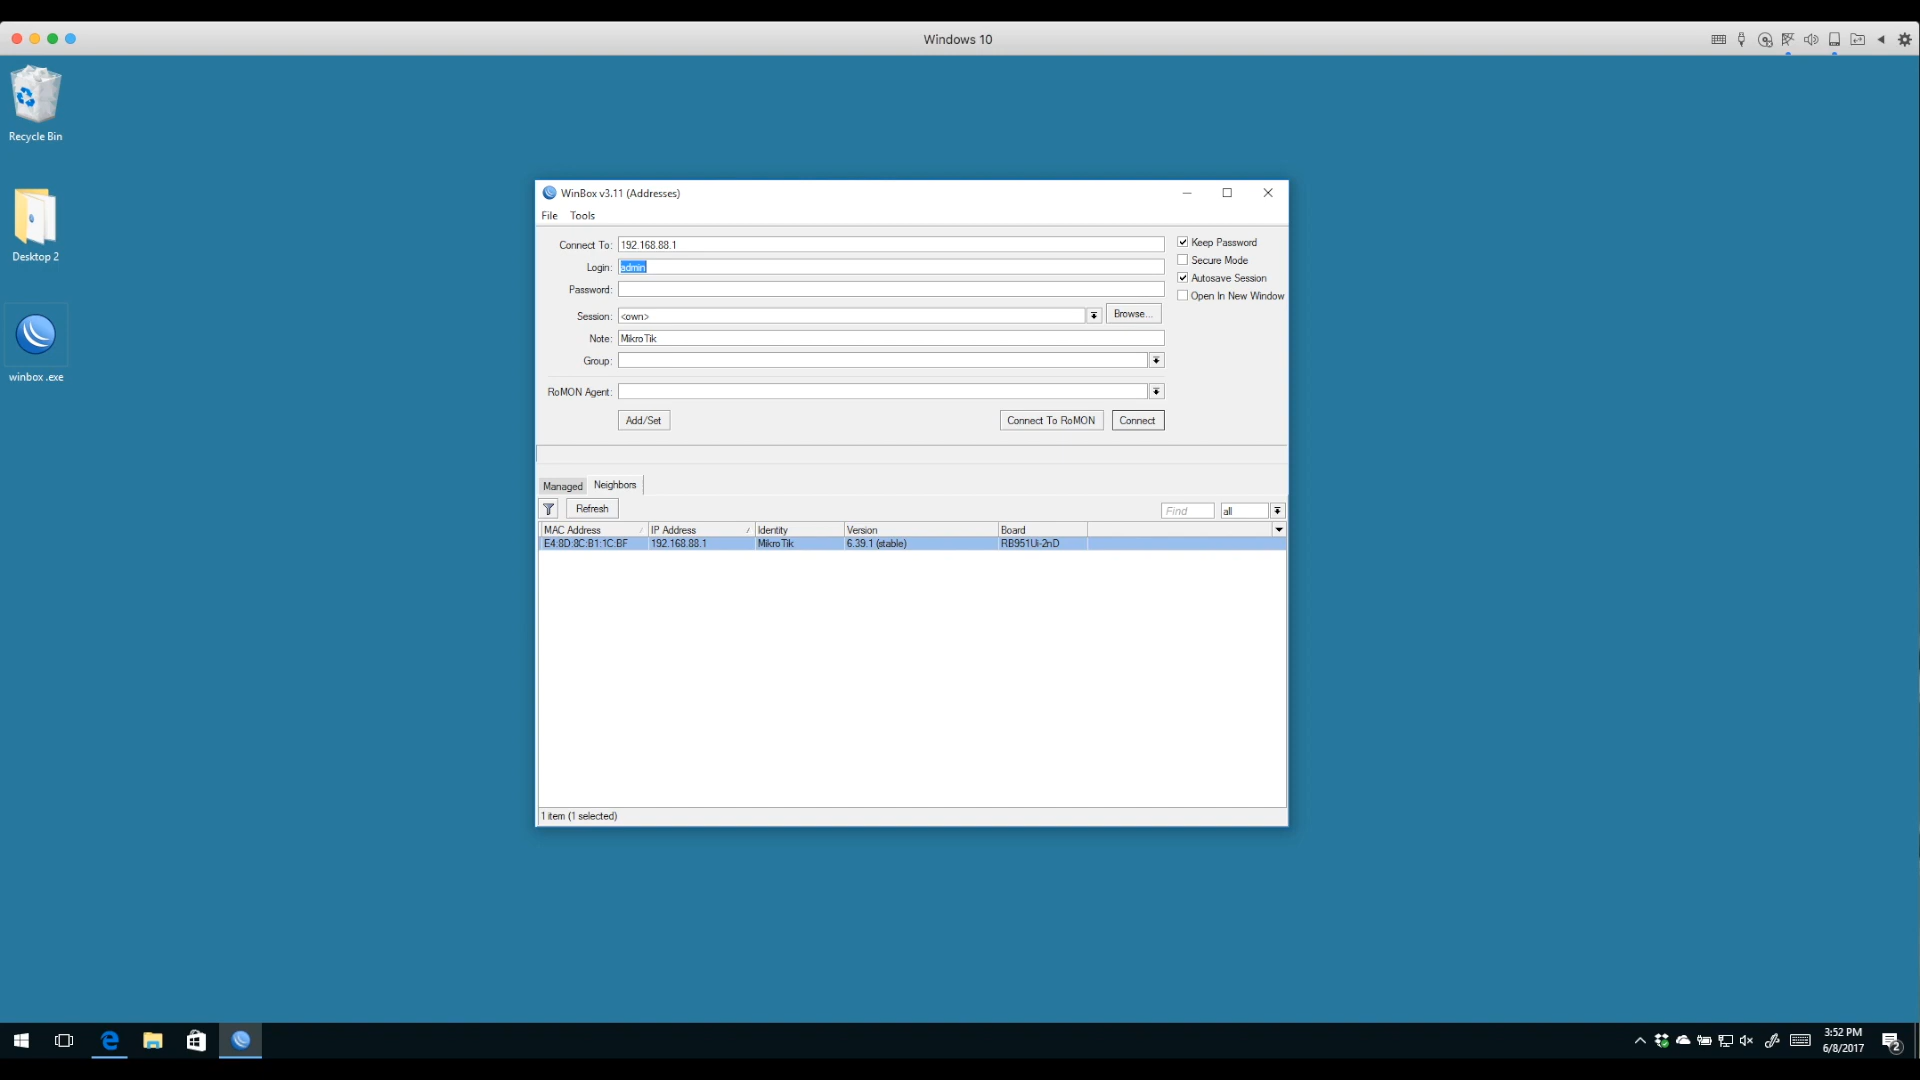 Windows 10
Recycle Bin
Desktop 2
winbox .exe
WinBox v3.11 (Addresses)
File Tools
Connect To: 192.168.88.1
Keep Password
Login: admin
Secure Mode
Autosave Session
Password:
Open In New Window
Session: <own>
Browse...
Note: MikroTik
Group:
RoMON Agent:
Add/Set
Connect To RoMON
Connect
Managed Neighbors
Refresh
Find
all
MAC Address IP Address Identity Version Board
E4:8D:8C:B1:1C:BF 192.168.88.1 MikroTik 6.39.1 (stable) RB951Ui-2nD
1 item (1 selected)
3:52 PM
6/8/2017
2